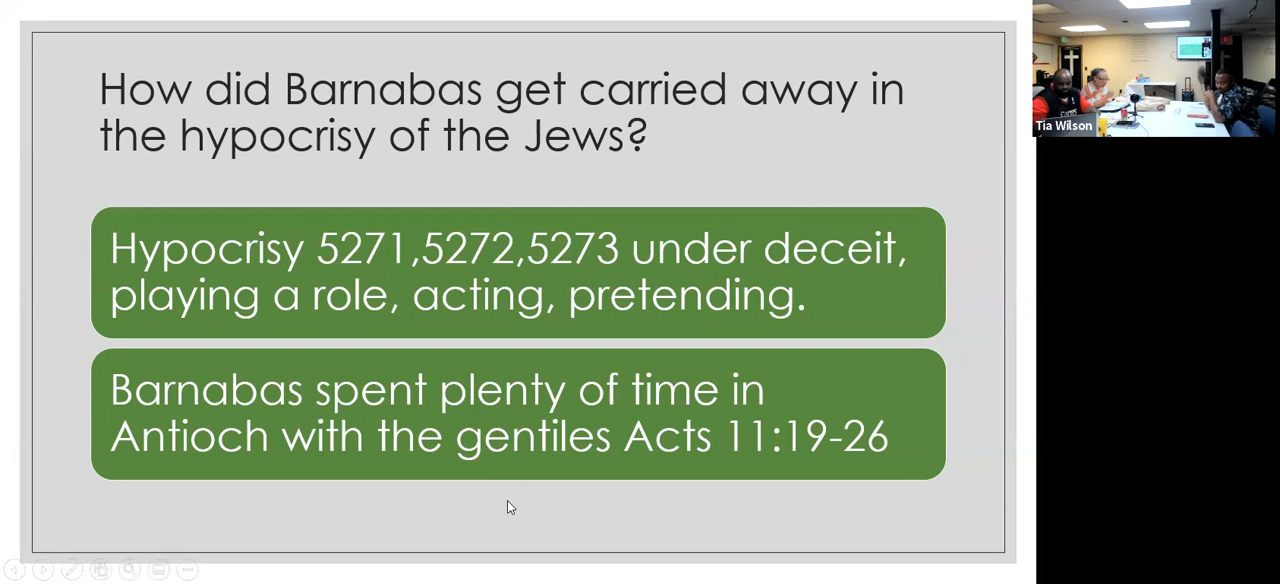 How did Barnabas get carried away in
the hypocrisy of the Jews?
Hypocrisy 5271,5272,5273 under deceit,
playing a role, acting, pretending.
Barnabas spent plenty of time in
Antioch with the gentiles Acts 11:19-26
Tia Wilson